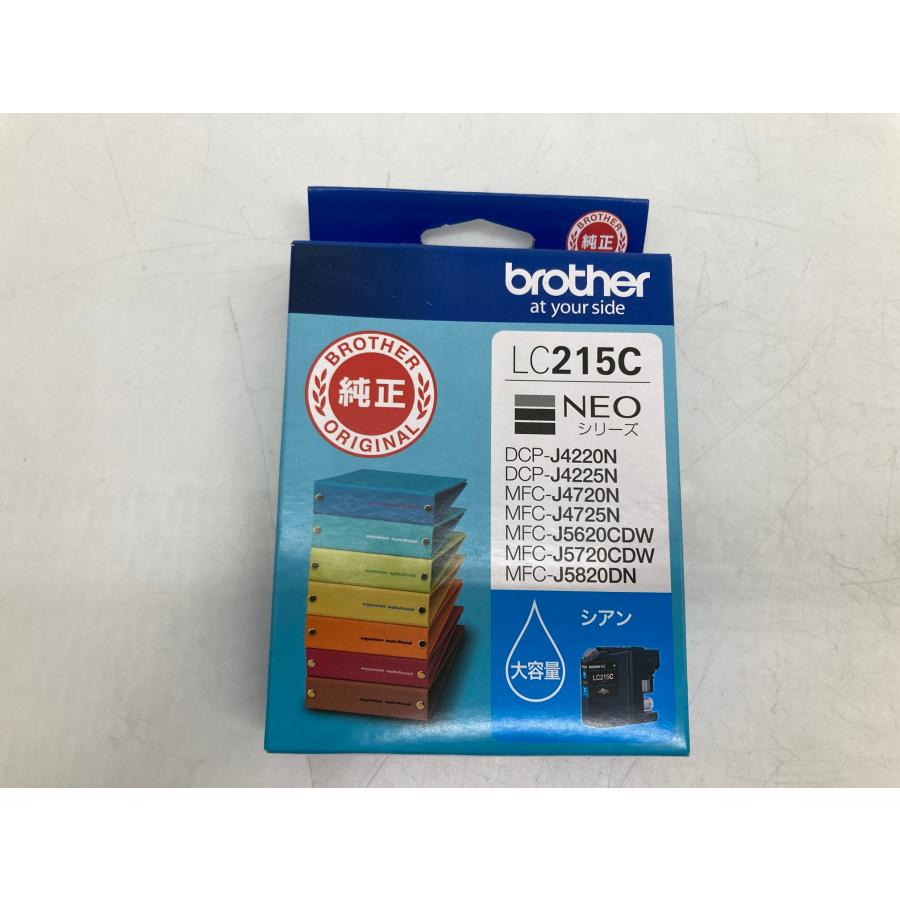 BROTHER
純正
brother
at your side
BROTHER
純正
ORIGINAL
LC215C
NEO
シリーズ
DCP-J4220N
DCP-J4225N
MFC-J4720N
MFC-J4725N
MFC-J5620CDW
MFC-J5720CDW
MFC-J5820DN
シアン
大容量
brother
LC215C